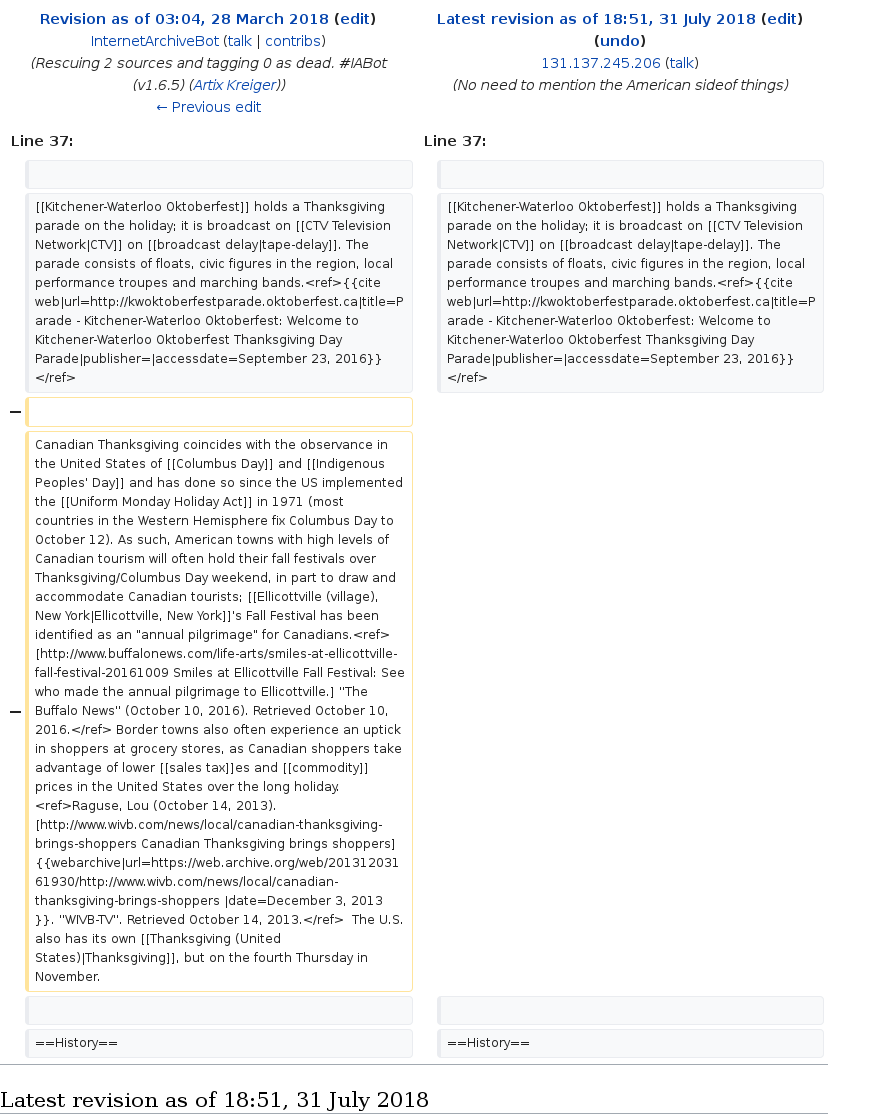 Revision as of 03:04, 28 March 2018 (edit)
InternetArchiveBot (talk | contribs)
(Rescuing 2 sources and tagging 0 as dead. #IABot
(v1.6.5) (Artix Kreiger))
← Previous edit
Latest revision as of 18:51, 31 July 2018 (edit)
(undo)
131.137.245.206 (talk)
(No need to mention the American sideof things)
Line 37:
Line 37:
[[Kitchener-Waterloo Oktoberfest]] holds a Thanksgiving
parade on the holiday; it is broadcast on [[CTV Television
Network|CTV]] on [[broadcast delay|tape-delay]]. The
parade consists of floats, civic figures in the region, local
performance troupes and marching bands.<ref>{{cite
web|url=http://kwoktoberfestparade.oktoberfest.ca|title=P
arade - Kitchener-Waterloo Oktoberfest: Welcome to
Kitchener-Waterloo Oktoberfest Thanksgiving Day
Parade|publisher=|accessdate=September 23, 2016}}
</ref>
[[Kitchener-Waterloo Oktoberfest]] holds a Thanksgiving
parade on the holiday; it is broadcast on [[CTV Television
Network|CTV]] on [[broadcast delay|tape-delay]]. The
parade consists of floats, civic figures in the region, local
performance troupes and marching bands.<ref>{{cite
web|url=http://kwoktoberfestparade.oktoberfest.ca|title=P
arade - Kitchener-Waterloo Oktoberfest: Welcome to
Kitchener-Waterloo Oktoberfest Thanksgiving Day
Parade|publisher=|accessdate=September 23, 2016}}
</ref>
−
−
Canadian Thanksgiving coincides with the observance in
the United States of [[Columbus Day]] and [[Indigenous
Peoples' Day]] and has done so since the US implemented
the [[Uniform Monday Holiday Act]] in 1971 (most
countries in the Western Hemisphere fix Columbus Day to
October 12). As such, American towns with high levels of
Canadian tourism will often hold their fall festivals over
Thanksgiving/Columbus Day weekend, in part to draw and
accommodate Canadian tourists; [[Ellicottville (village),
New York|Ellicottville, New York]]'s Fall Festival has been
identified as an "annual pilgrimage" for Canadians.<ref>
[http://www.buffalonews.com/life-arts/smiles-at-ellicottville-
fall-festival-20161009 Smiles at Ellicottville Fall Festival: See
who made the annual pilgrimage to Ellicottville.] ''The
Buffalo News'' (October 10, 2016). Retrieved October 10,
2016.</ref> Border towns also often experience an uptick
in shoppers at grocery stores, as Canadian shoppers take
advantage of lower [[sales tax]]es and [[commodity]]
prices in the United States over the long holiday.
<ref>Raguse, Lou (October 14, 2013).
[http://www.wivb.com/news/local/canadian-thanksgiving-
brings-shoppers Canadian Thanksgiving brings shoppers]
{{webarchive|url=https://web.archive.org/web/201312031
61930/http://www.wivb.com/news/local/canadian-
thanksgiving-brings-shoppers |date=December 3, 2013
}}. ''WIVB-TV''. Retrieved October 14, 2013.</ref>  The U.S.
also has its own [[Thanksgiving (United
States)|Thanksgiving]], but on the fourth Thursday in
November.
==History==
==History==
Latest revision as of 18:51, 31 July 2018